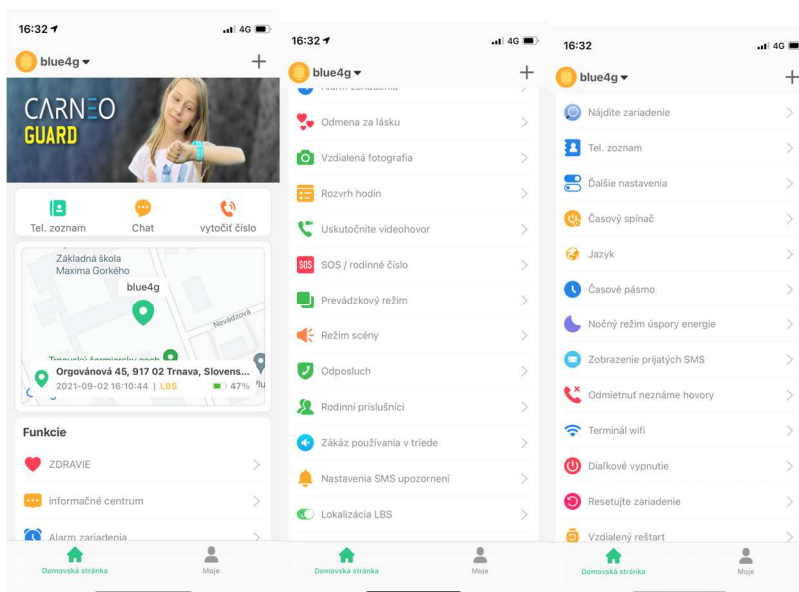 16:32
4G
blue4g
CARNEO
GUARD
Tel. zoznam
Chat
vytočiť číslo
Základná škola
Maxima Gorkého
blue4g
Nevädzová
Orgovánová 45, 917 02 Trnava, Slovens...
2021-09-02 16:10:44 | LBS
47%
Funkcie
ZDRAVIE
informačné centrum
Alarm zariadenia
Domovská stránka
Moje
16:32
4G
blue4g
Alarm zariadenia
Odmena za lásku
Vzdialená fotografia
Rozvrh hodín
Uskutočnite videohovor
SOS
SOS / rodinné číslo
Prevádzkový režim
Režim scény
Odposluch
Rodinní príslušníci
Zákáz používania v triede
Nastavenia SMS upozornení
Lokalizácia LBS
Domovská stránka
Moje
16:32
4G
blue4g
Nájdite zariadenie
Tel. zoznam
Ďalšie nastavenia
Časový spínač
Jazyk
Časové pásmo
Nočný režim úspory energie
Zobrazenie prijatých SMS
Odmietnuť neznáme hovory
Terminál wifi
Diaľkové vypnutie
Resetujte zariadenie
Vzdialený reštart
Domovská stránka
Moje